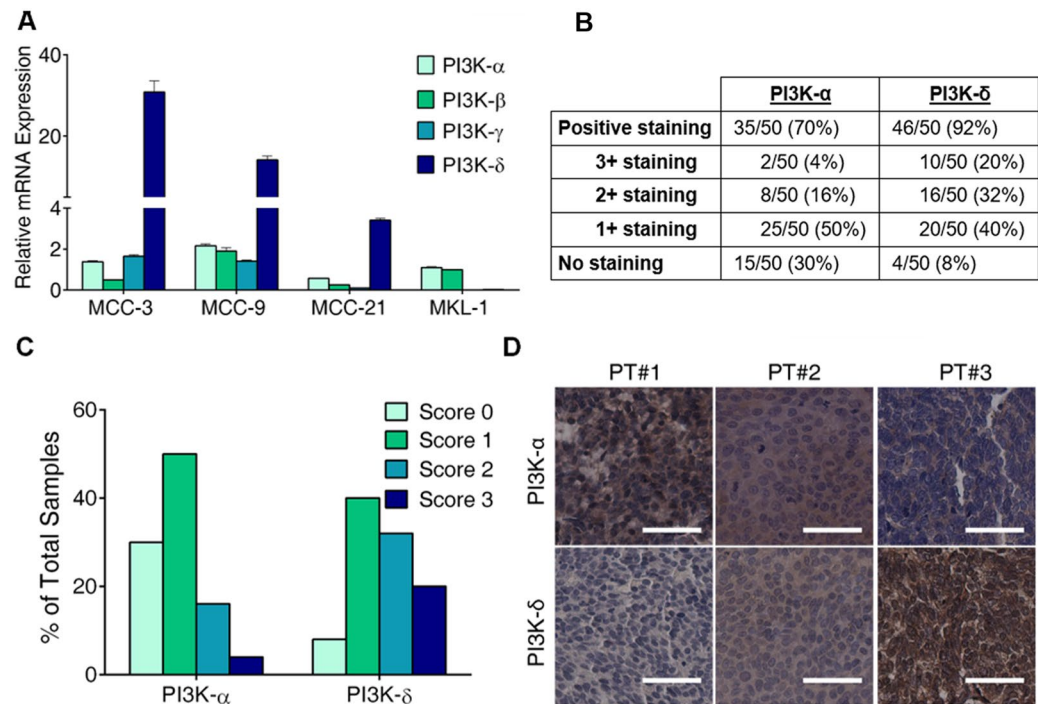 A
Relative mRNA Expression
40
20
4
2
0
PI3K-α
PI3K-β
PI3K-γ
PI3K-δ
MCC-3 MCC-9 MCC-21 MKL-1
B
PI3K-α PI3K-δ
Positive staining 35/50 (70%) 46/50 (92%)
3+ staining 2/50 (4%) 10/50 (20%)
2+ staining 8/50 (16%) 16/50 (32%)
1+ staining 25/50 (50%) 20/50 (40%)
No staining 15/50 (30%) 4/50 (8%)
C
% of Total Samples
60
40
20
0
Score 0
Score 1
Score 2
Score 3
PI3K-α PI3K-δ
D
PT#1 PT#2 PT#3
PI3K-α
PI3K-δ